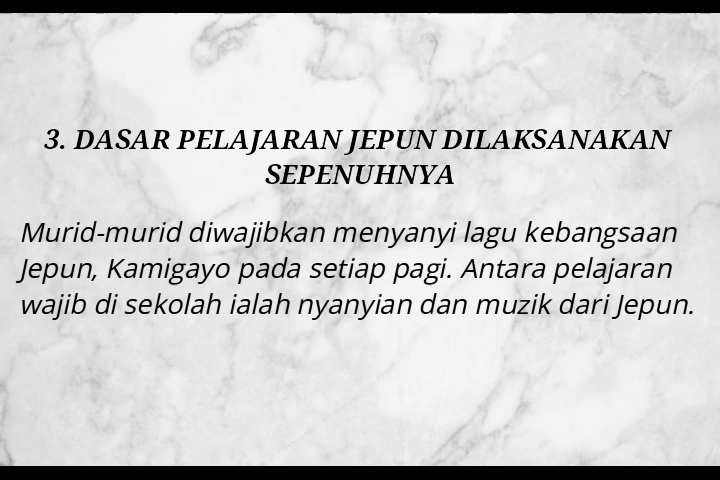 3. DASAR PELAJARAN JEPUN DILAKSANAKAN
SEPENUHNYA
Murid-murid diwajibkan menyanyi lagu kebangsaan
Jepun, Kamigayo pada setiap pagi. Antara pelajaran
wajib di sekolah ialah nyanyian dan muzik dari Jepun.